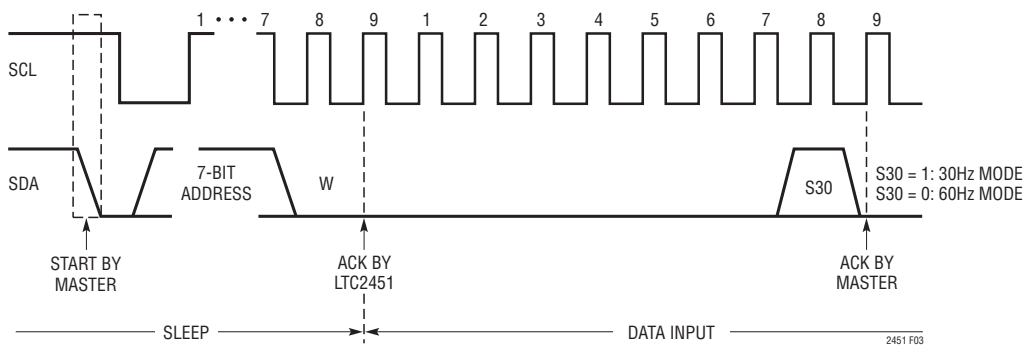 1 • • • 7 8 9 1 2 3 4 5 6 7 8 9
SCL
SDA
7-BIT
ADDRESS
W
S30
S30 = 1: 30Hz MODE
S30 = 0: 60Hz MODE
START BY
MASTER
ACK BY
LTC2451
ACK BY
MASTER
SLEEP
DATA INPUT
2451 F03